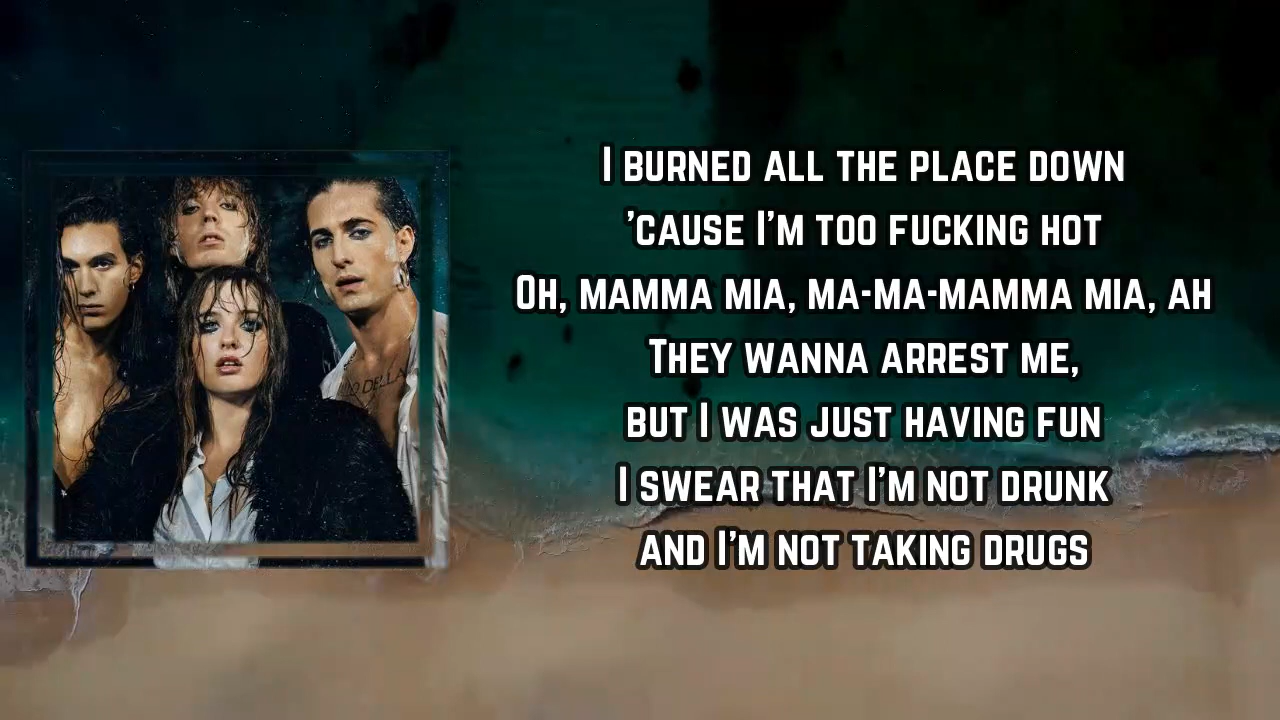 I BURNED ALL THE PLACE DOWN
'CAUSE I'M TOO FUCKING HOT
OH, MAMMA MIA, MA-MA-MAMMA MIA, AH
THEY WANNA ARREST ME,
BUT I WAS JUST HAVING FUN
I SWEAR THAT I'M NOT DRUNK
AND I'M NOT TAKING DRUGS
DELLA